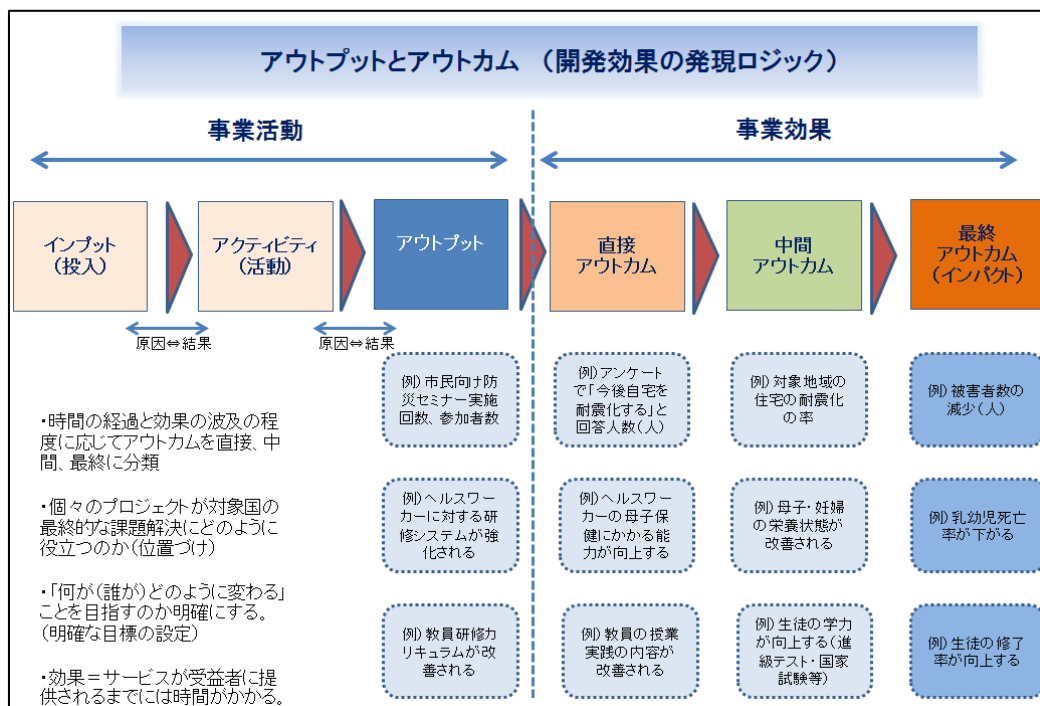 アウトプットとアウトカム （開発効果の発現ロジック）
事業活動
事業効果
インプット
(投入)
アクティビティ
(活動)
アウトプット
直接
アウトカム
中間
アウトカム
最終
アウトカム
(インパクト)
原因⇔結果
原因⇔結果
・時間の経過と効果の波及の程
度に応じてアウトカムを直接、中
間、最終に分類
・個々のプロジェクトが対象国の
最終的な課題解決にどのように
役立つのか(位置づけ)
・「何が(誰が)どのように変わる」
ことを目指すのか明確にする。
(明確な目標の設定)
・効果＝サービスが受益者に提
供されるまでには時間がかかる。
例) 市民向け防
災セミナー実施
回数、参加者数
例) アンケート
で「今後自宅を
耐震化する」と
回答人数(人)
例) 対象地域の
住宅の耐震化
の率
例) 被害者数の
減少(人)
例)ヘルスワー
カーに対する研
修システムが強
化される
例)ヘルスワー
カーの母子保
健にかかる能
力が向上する
例) 母子・妊婦
の栄養状態が
改善される
例)乳幼児死亡
率が下がる
例) 教員研修カ
リキュラムが改
善される
例) 教員の授業
実践の内容が
改善される
例) 生徒の学力
が向上する(進
級テスト・国家
試験等)
例) 生徒の修了
率が向上する